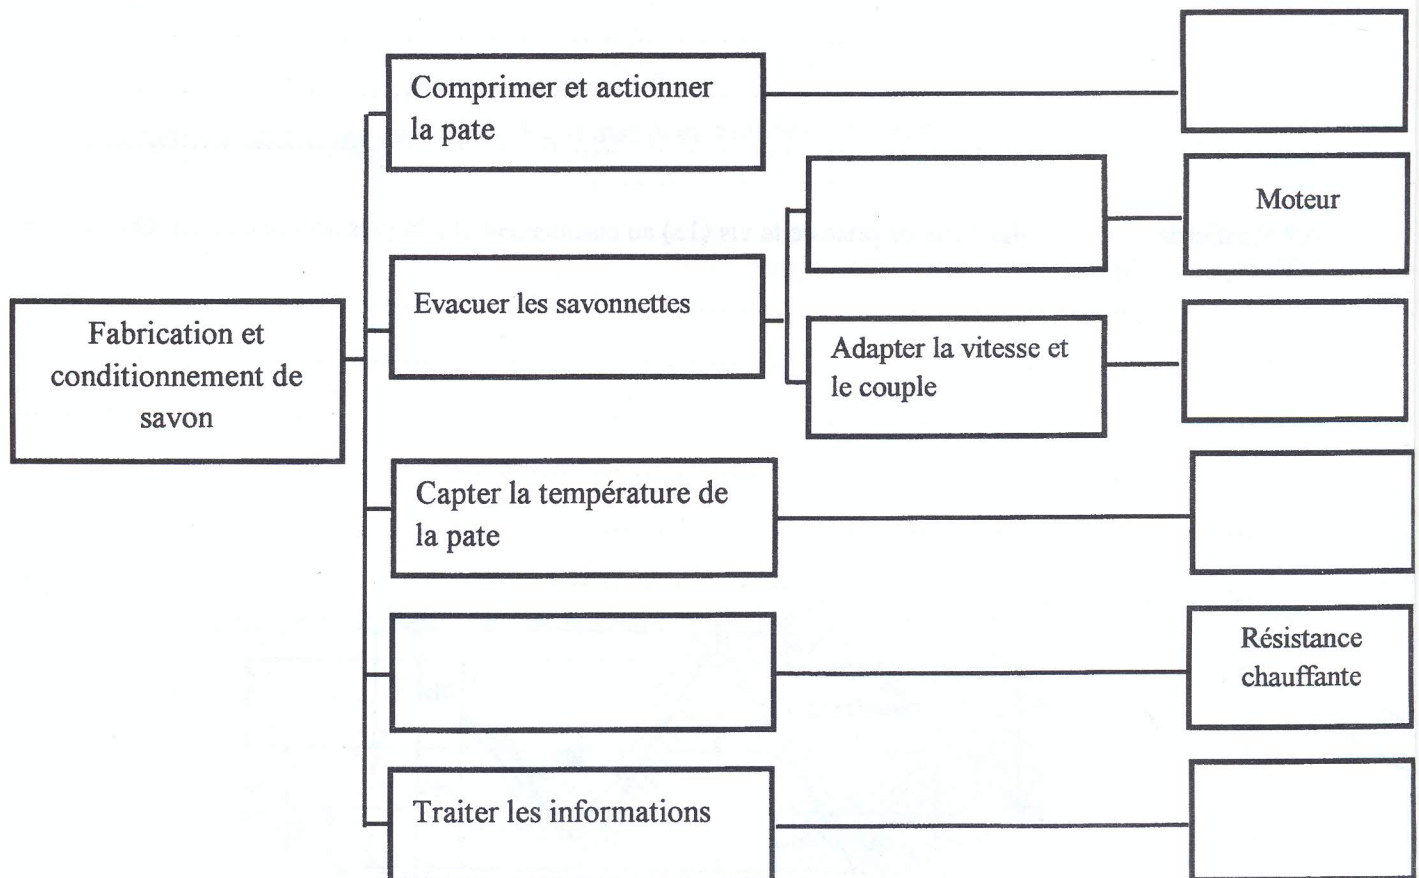 Comprimer et actionner
la pate
Moteur
Evacuer les savonnettes
Fabrication et
conditionnement de
savon
Adapter la vitesse et
le couple
Capter la température de
la pate
Résistance
chauffante
Traiter les informations